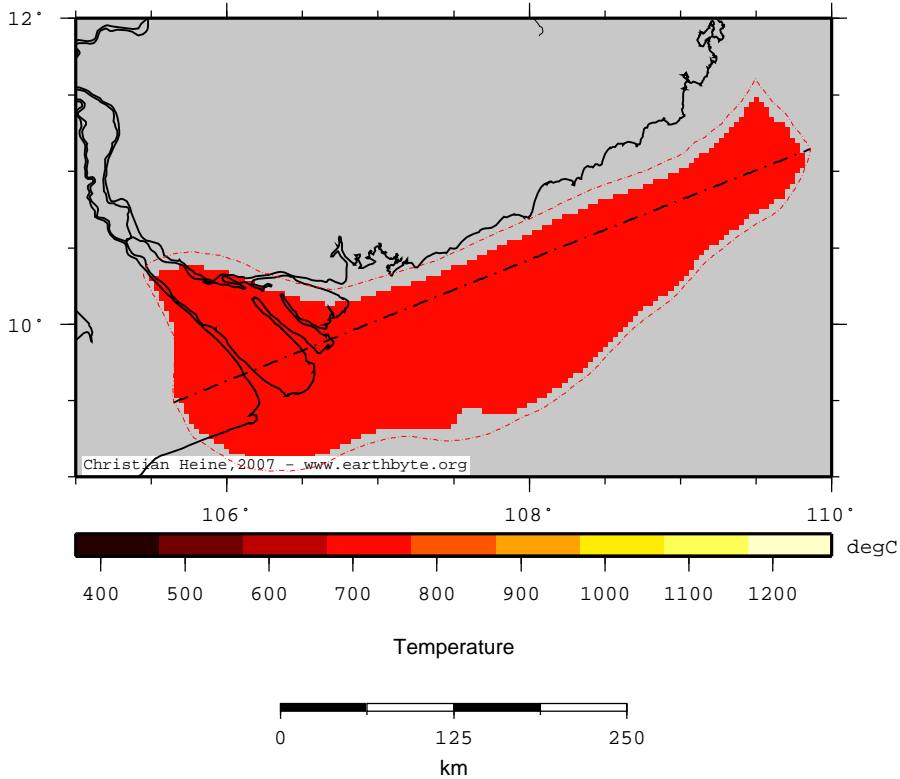 12°
10°
Christian Heine,2007 - www.earthbyte.org
106° 108° 110°
degC
400 500 600 700 800 900 1000 1100 1200
Temperature
0 125 250
km